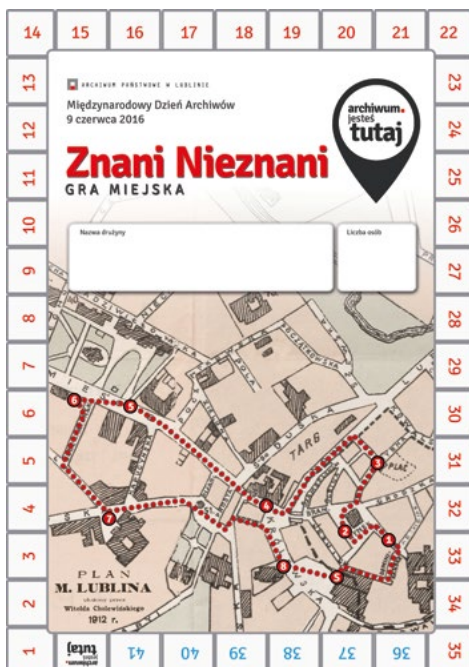 14 15 16 17 18 19 20 21 22
13
12
11
10
9
8
7
6
5
4
3
2
1
23
24
25
26
27
28
29
30
31
32
33
34
35
ARCHIWUM PAŃSTWOWE W LUBLINIE
Międzynarodowy Dzień Archiwów
9 czerwca 2016
archiwum.
jesteś
tutaj
Znani Nieznani
GRA MIEJSKA
Nazwa drużyny
Liczba osób
TARG
PLAC
6
5
3
4
2
1
7
8
S
PLAN
M. LUBLINA
Witolda Cholewińskiego
1912 r.
archiwum.
jesteś
tutaj
41 40 39 38 37 36